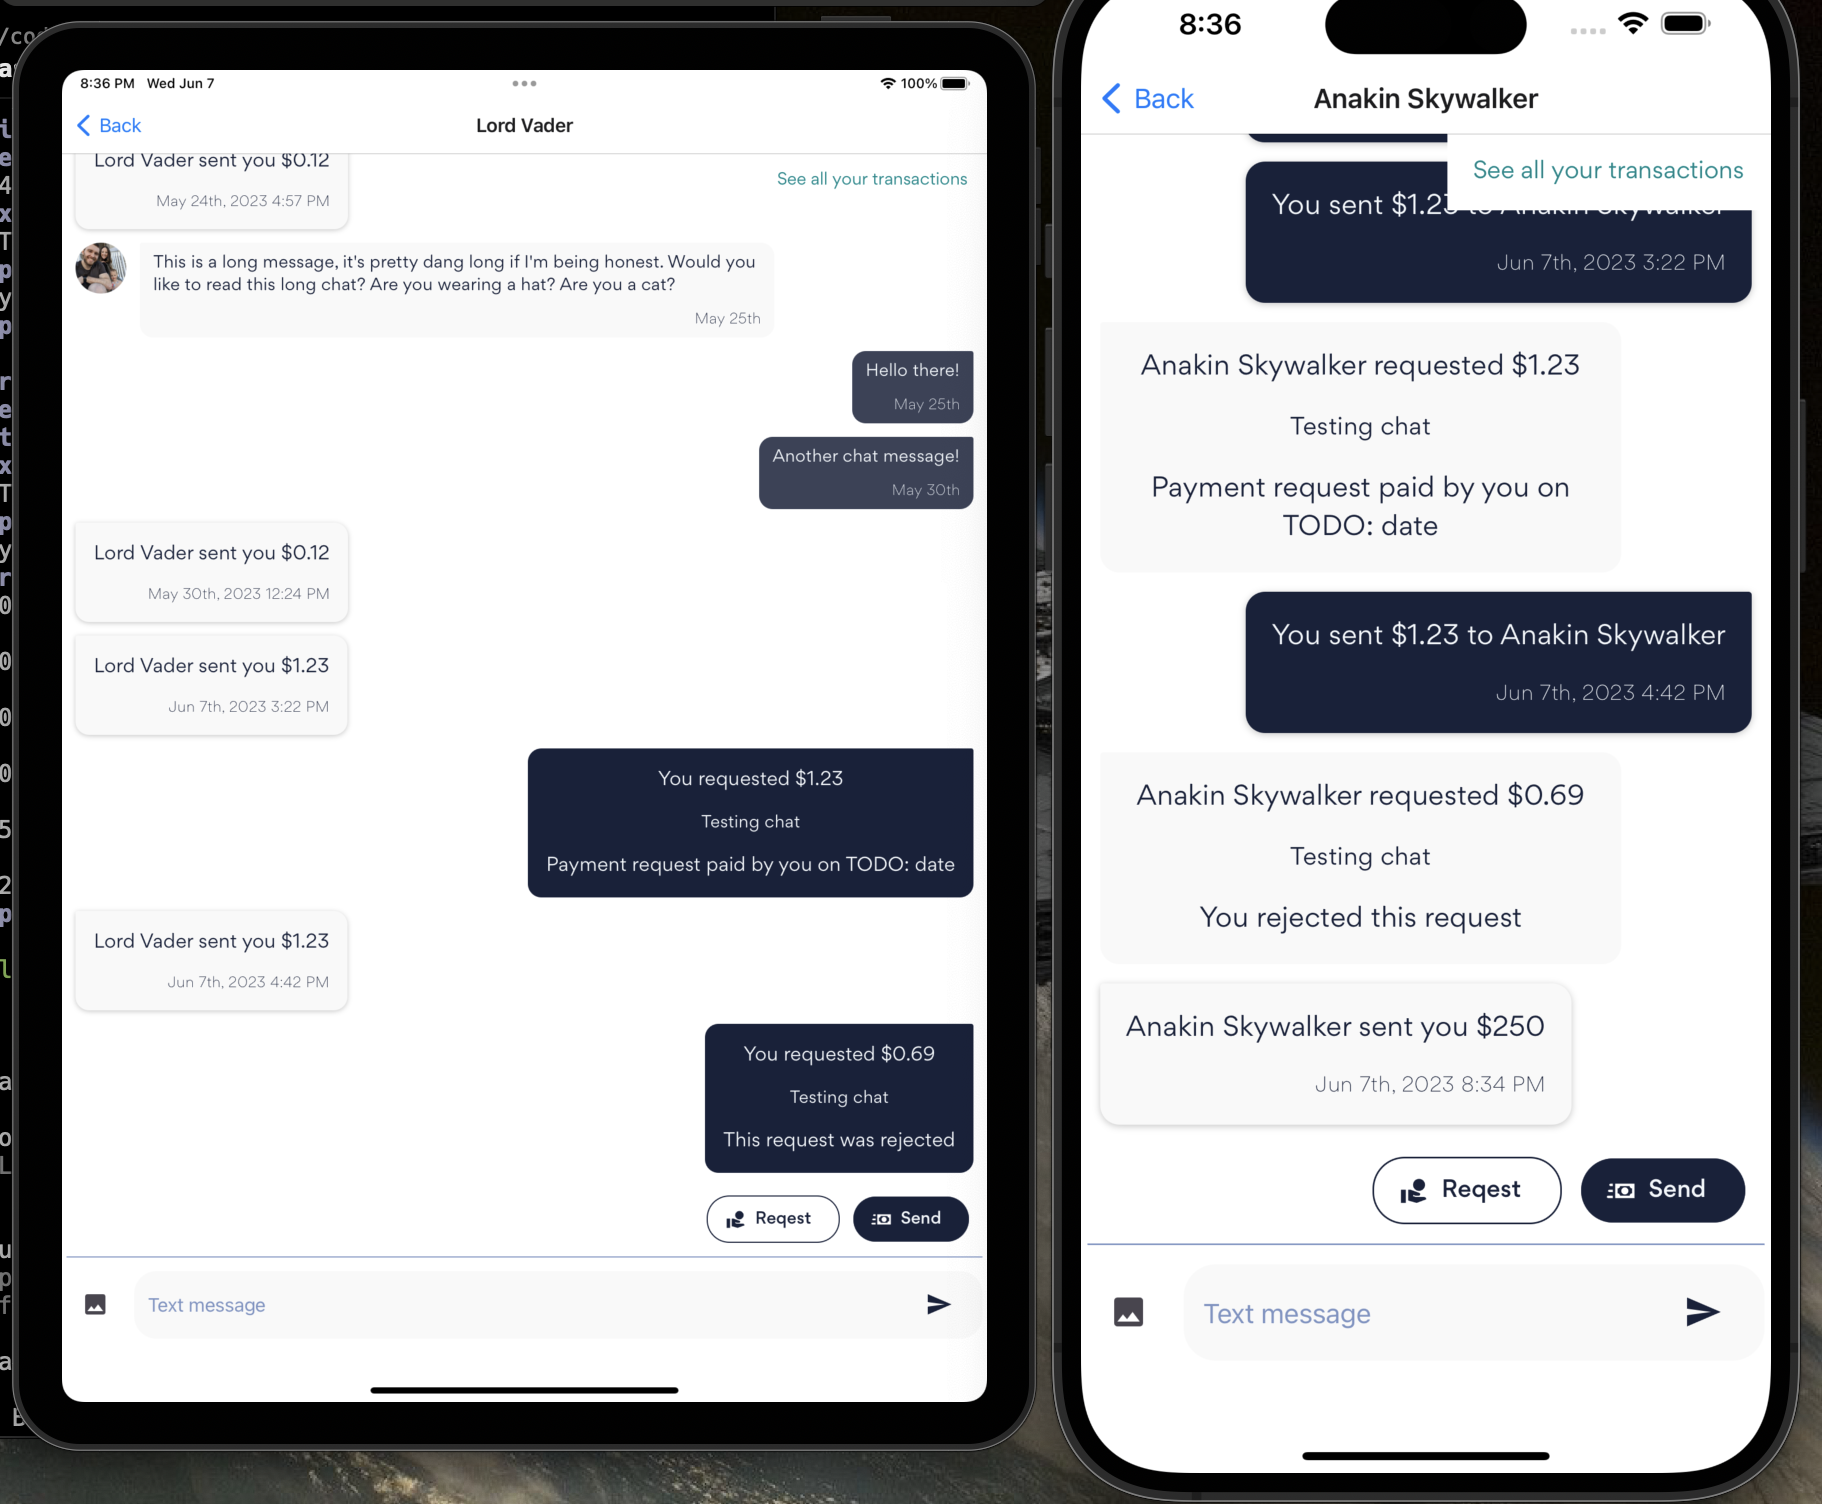 8:36 PM Wed Jun 7
100%
Back
Lord Vader
Lord Vader sent you $0.12
May 24th, 2023 4:57 PM
See all your transactions
This is a long message, it's pretty dang long if I'm being honest. Would you
like to read this long chat? Are you wearing a hat? Are you a cat?
May 25th
Hello there!
May 25th
Another chat message!
May 30th
Lord Vader sent you $0.12
May 30th, 2023 12:24 PM
Lord Vader sent you $1.23
Jun 7th, 2023 3:22 PM
You requested $1.23
Testing chat
Payment request paid by you on TODO: date
Lord Vader sent you $1.23
Jun 7th, 2023 4:42 PM
You requested $0.69
Testing chat
This request was rejected
Reqest
Send
Text message
8:36
Back
Anakin Skywalker
See all your transactions
You sent $1.23 to Anakin Skywalker
Jun 7th, 2023 3:22 PM
Anakin Skywalker requested $1.23
Testing chat
Payment request paid by you on
TODO: date
You sent $1.23 to Anakin Skywalker
Jun 7th, 2023 4:42 PM
Anakin Skywalker requested $0.69
Testing chat
You rejected this request
Anakin Skywalker sent you $250
Jun 7th, 2023 8:34 PM
Reqest
Send
Text message